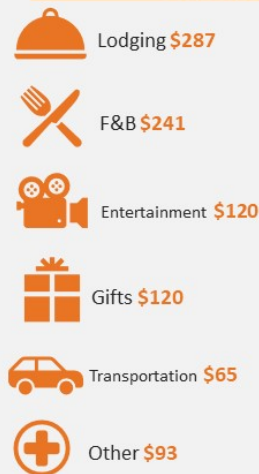 Lodging $287
F&B $241
Entertainment $120
Gifts $120
Transportation $65
Other $93